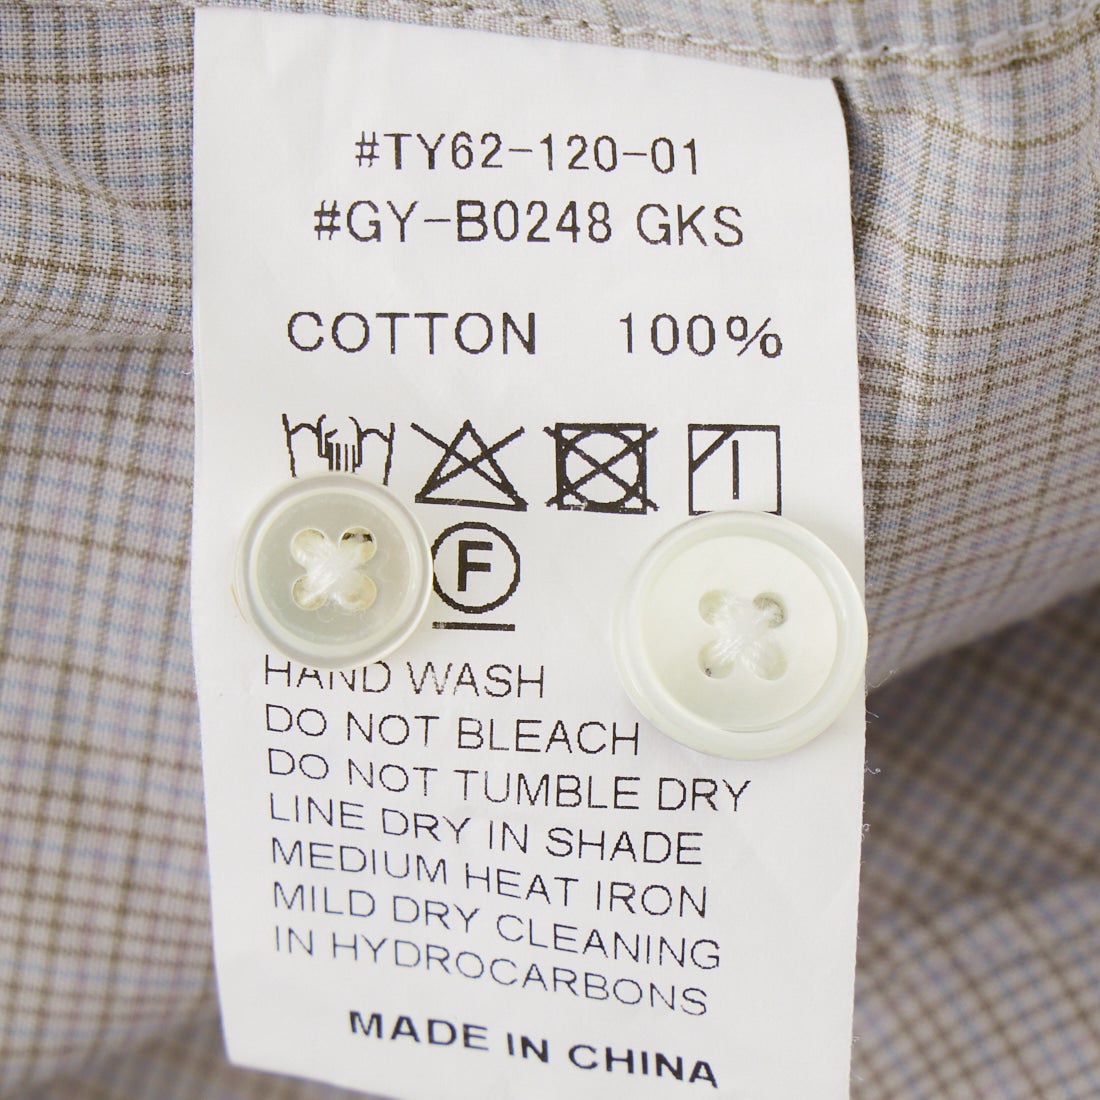 #TY62-120-01
#GY-B0248 GKS
COTTON 100%
F
HAND WASH
DO NOT BLEACH
DO NOT TUMBLE DRY
LINE DRY IN SHADE
MEDIUM HEAT IRON
MILD DRY CLEANING
IN HYDROCARBONS
MADE IN CHINA